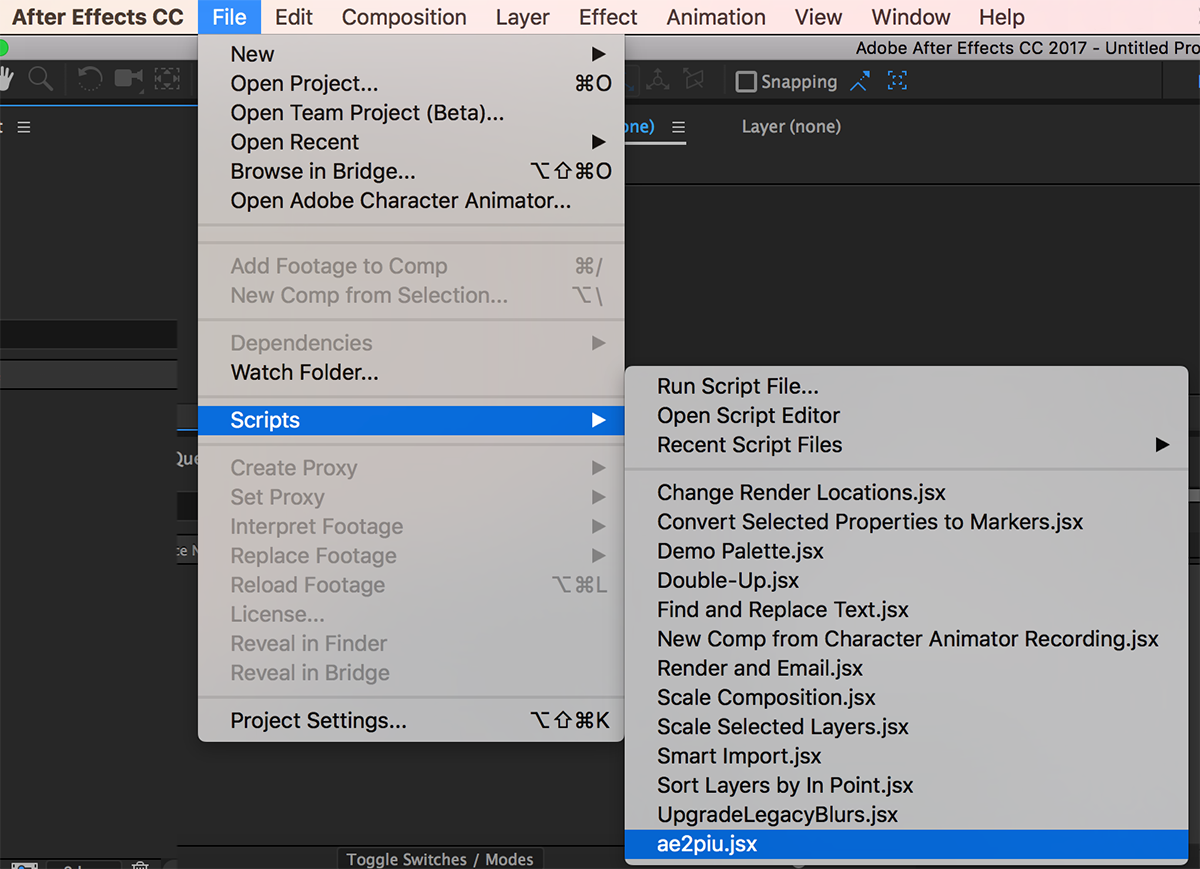 After Effects CC File Edit Composition Layer Effect Animation View Window Help
Adobe After Effects CC 2017 - Untitled Pro
Snapping
Layer (none)
New
Open Project... ⌘O
Open Team Project (Beta)...
Open Recent
Browse in Bridge... ⌥⇧⌘O
Open Adobe Character Animator...
Add Footage to Comp ⌘/
New Comp from Selection... ⌥\
Dependencies
Watch Folder...
Scripts
Create Proxy
Set Proxy
Interpret Footage
Replace Footage
Reload Footage ⌥⌘L
License...
Reveal in Finder
Reveal in Bridge
Project Settings... ⌥⇧⌘K
Run Script File...
Open Script Editor
Recent Script Files
Change Render Locations.jsx
Convert Selected Properties to Markers.jsx
Demo Palette.jsx
Double-Up.jsx
Find and Replace Text.jsx
New Comp from Character Animator Recording.jsx
Render and Email.jsx
Scale Composition.jsx
Scale Selected Layers.jsx
Smart Import.jsx
Sort Layers by In Point.jsx
UpgradeLegacyBlurs.jsx
ae2piu.jsx
Toggle Switches / Modes